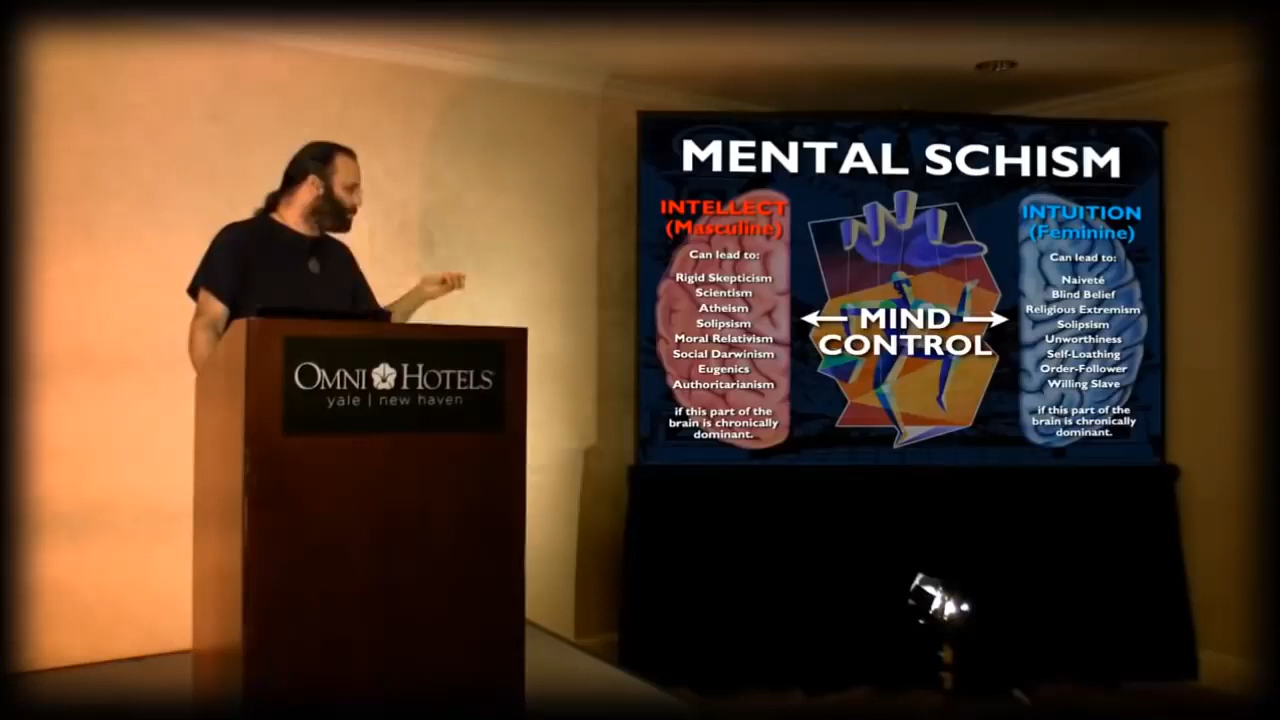 OMNI HOTELS
yale | new haven
MENTAL SCHISM
INTELLECT
(Masculine)
Can lead to:
Rigid Skepticism
Scientism
Atheism
Solipsism
Moral Relativism
Social Darwinism
Eugenics
Authoritarianism
if this part of the
brain is chronically
dominant.
MIND
CONTROL
INTUITION
(Feminine)
Can lead to:
Naiveté
Blind Belief
Religious Extremism
Solipsism
Unworthiness
Self-Loathing
Order-Follower
Willing Slave
if this part of the
brain is chronically
dominant.